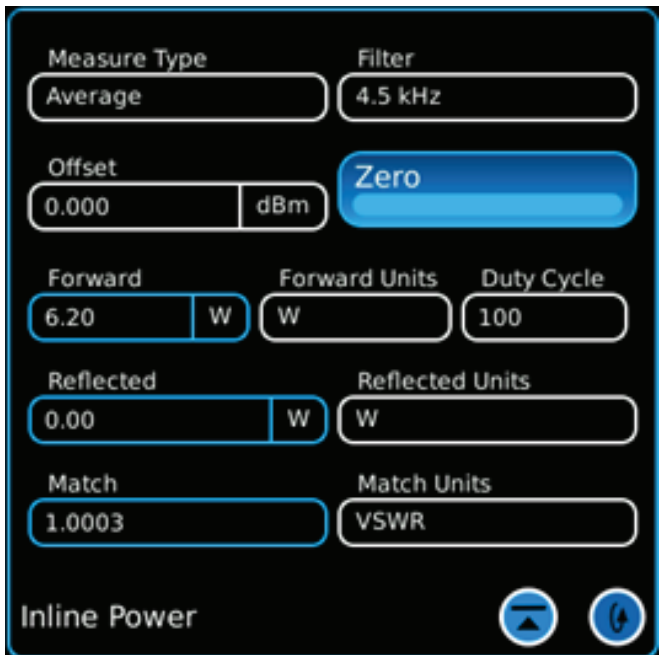 Measure Type Filter
Average 4.5 kHz
Offset Zero
0.000 dBm
Forward Forward Units Duty Cycle
6.20 W W 100
Reflected Reflected Units
0.00 W W
Match Match Units
1.0003 VSWR
Inline Power